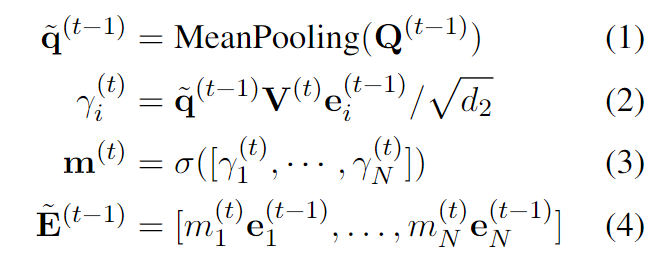 q̃^{(t−1)} = MeanPooling(Q^{(t−1)}) (1)
γ_i^{(t)} = q̃^{(t−1)} V^{(t)} e_i^{(t−1)} / √d_2 (2)
m^{(t)} = σ([γ_1^{(t)}, ⋯ , γ_N^{(t)}]) (3)
Ẽ^{(t−1)} = [m_1^{(t)} e_1^{(t−1)}, . . . , m_N^{(t)} e_N^{(t−1)}] (4)